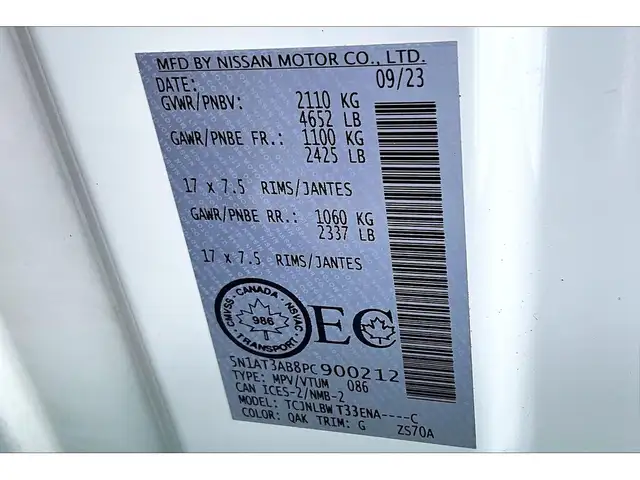 MFD BY NISSAN MOTOR CO., LTD.
DATE: 09/23
GVWR/PNBV: 2110 KG
4652 LB
GAWR/PNBE FR.: 1100 KG
2425 LB
17 x 7.5 RIMS/JANTES
GAWR/PNBE RR.: 1060 KG
2337 LB
17 x 7.5 RIMS/JANTES
CANADA
CMVSS NSVAC
986
TRANSPORT
EC
5N1AT3AB8PC900212
TYPE: MPV/VTUM 086
CAN ICES-2/NMB-2
MODEL: TCJNLBW T33ENA----C
COLOR: QAK TRIM: G ZS70A